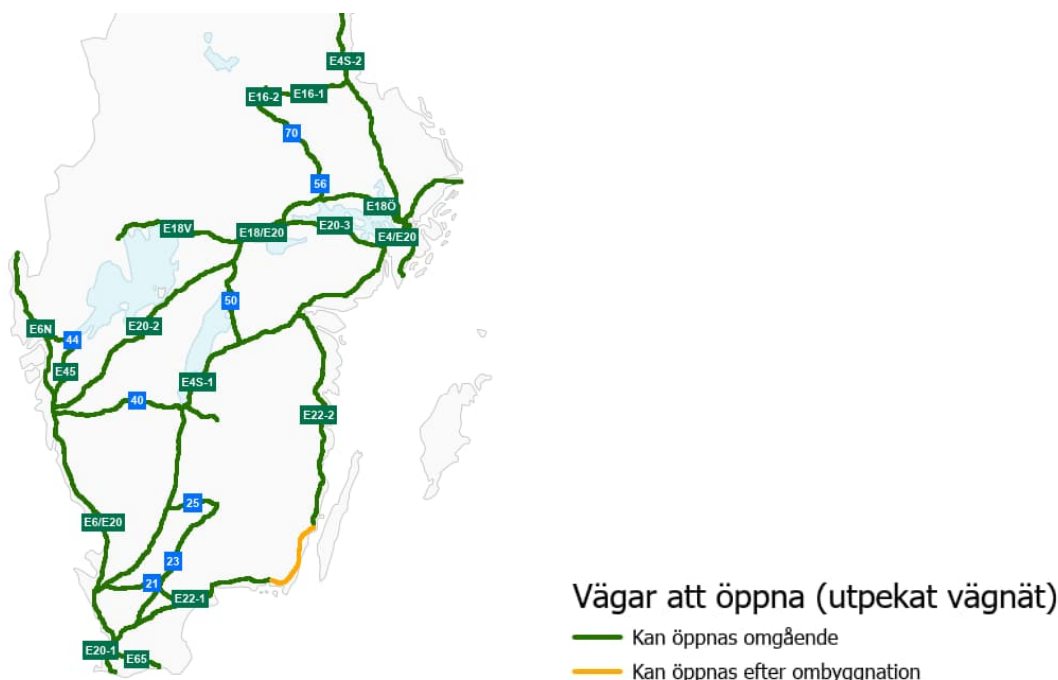 E4S-2
E16-2
E16-1
70
56
E18Ö
E18V
E18/E20
E20-3
E4/E20
50
E6N
44
E20-2
E45
E4S-1
40
E22-2
25
E6/E20
23
21
E22-1
E20-1
E65
Vägar att öppna (utpekat vägnät)
Kan öppnas omgående
Kan öppnas efter ombyggnation